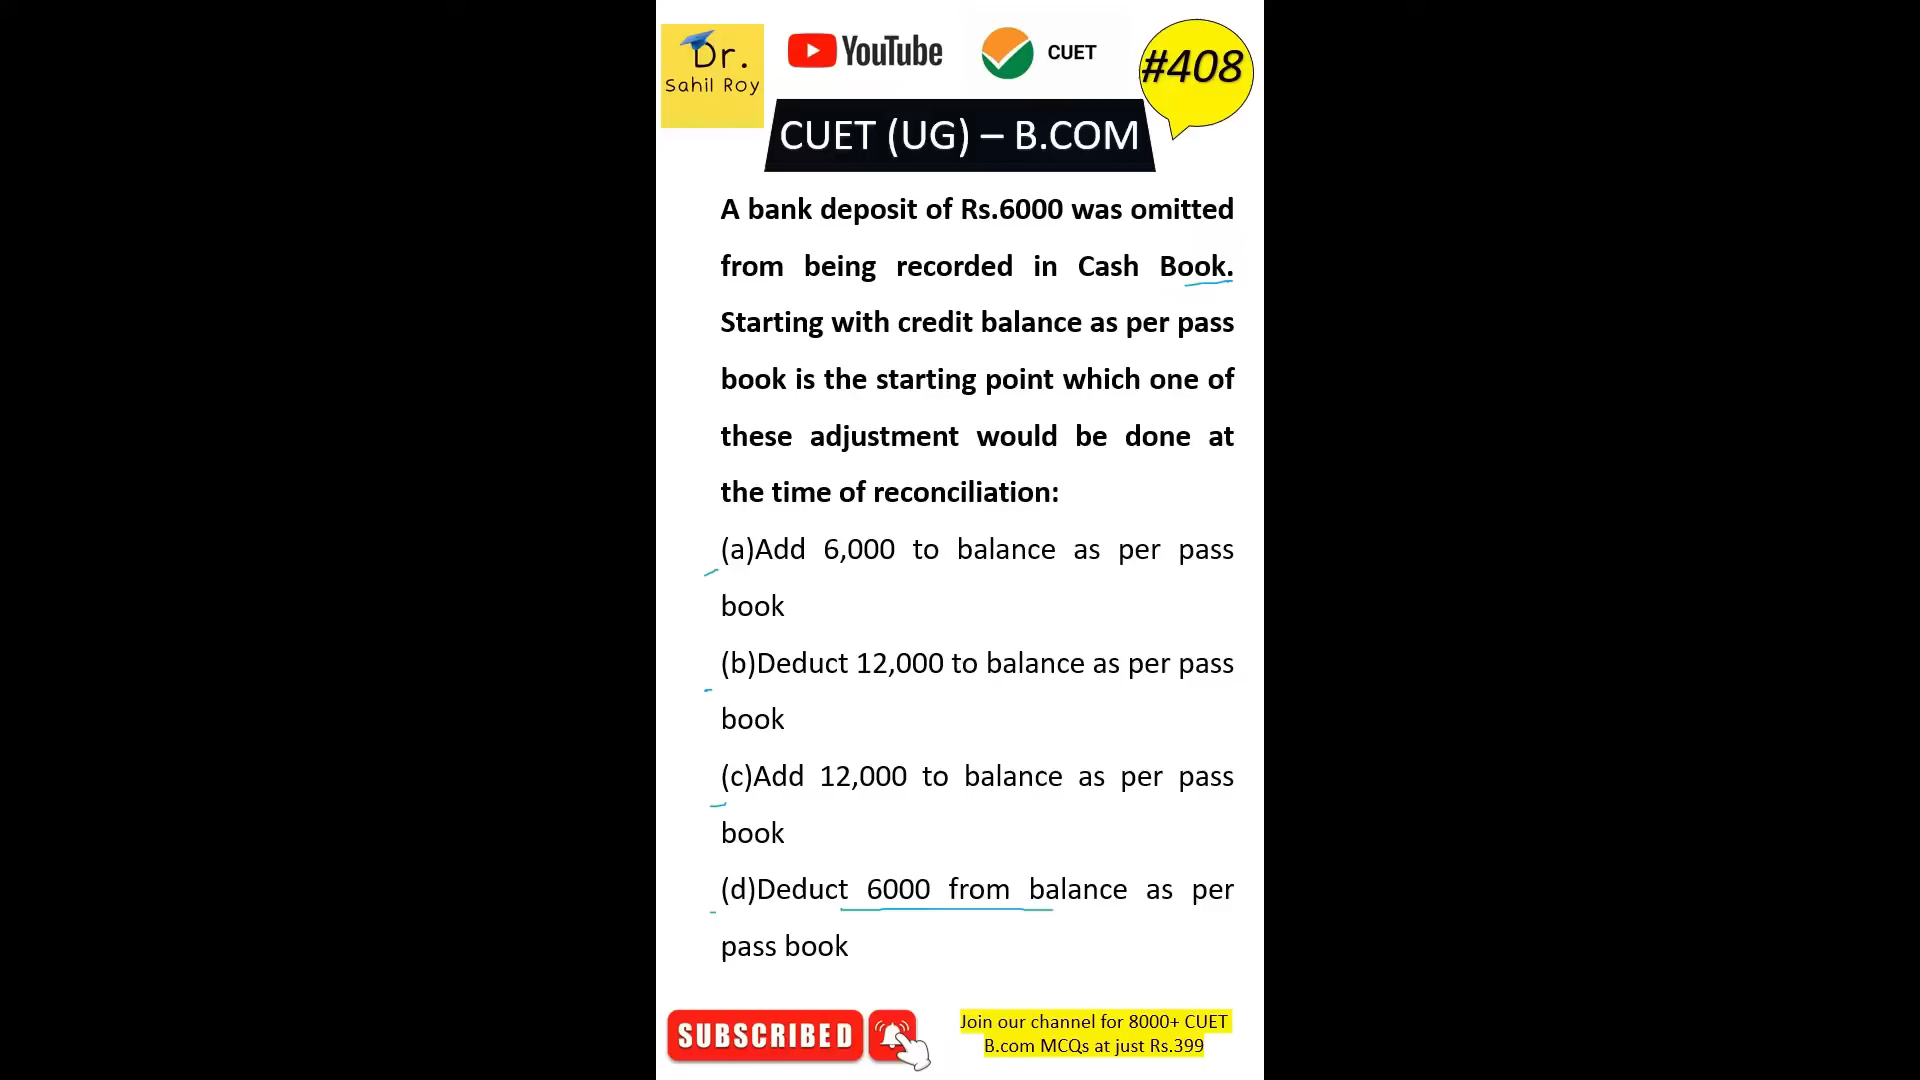 Dr.
Sahil Roy
YouTube
CUET
#408
CUET (UG) – B.COM
A bank deposit of Rs.6000 was omitted
from being recorded in Cash Book.
Starting with credit balance as per pass
book is the starting point which one of
these adjustment would be done at
the time of reconciliation:
(a)Add 6,000 to balance as per pass
book
(b)Deduct 12,000 to balance as per pass
book
(c)Add 12,000 to balance as per pass
book
(d)Deduct 6000 from balance as per
pass book
SUBSCRIBED
Join our channel for 8000+ CUET
B.com MCQs at just Rs.399